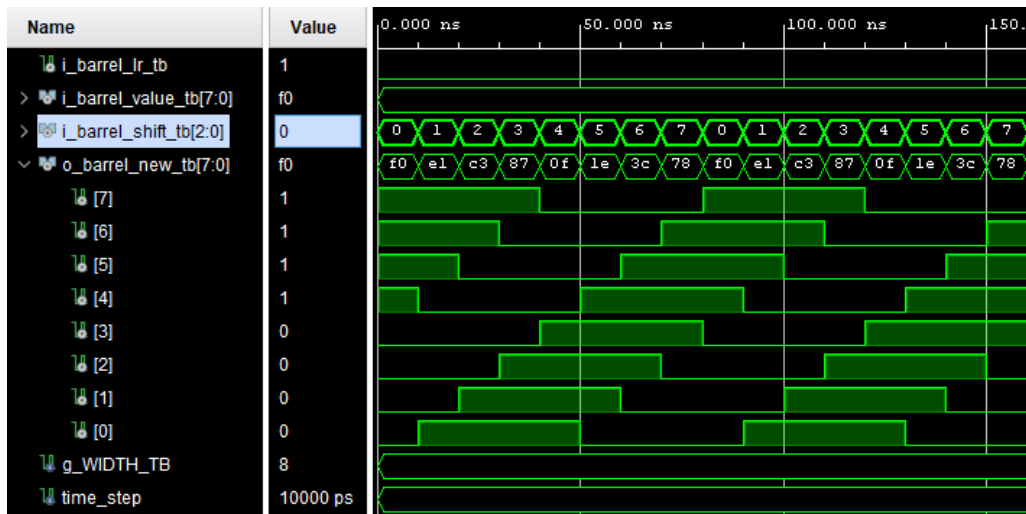 Name Value 0.000 ns 50.000 ns 100.000 ns 150.
i_barrel_lr_tb 1
i_barrel_value_tb[7:0] f0
i_barrel_shift_tb[2:0] 0 0 1 2 3 4 5 6 7 0 1 2 3 4 5 6 7
o_barrel_new_tb[7:0] f0 f0 e1 c3 87 0f 1e 3c 78 f0 e1 c3 87 0f 1e 3c 78
[7] 1
[6] 1
[5] 1
[4] 1
[3] 0
[2] 0
[1] 0
[0] 0
g_WIDTH_TB 8
time_step 10000 ps